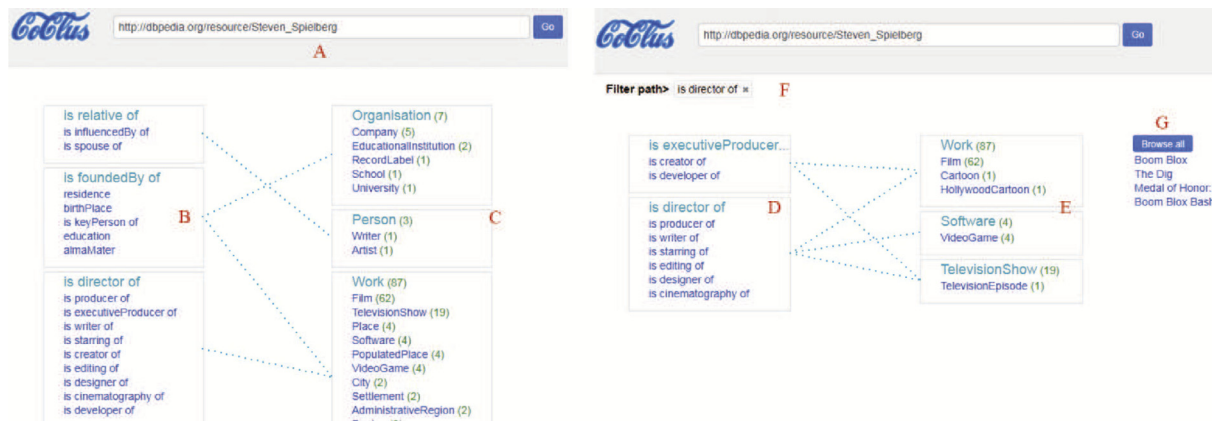 CoClus
http://dbpedia.org/resource/Steven_Spielberg
Go
A
is relative of
is influencedBy of
is spouse of
is foundedBy of
residence
birthPlace
is keyPerson of
education
almaMater
B
is director of
is producer of
is executiveProducer of
is writer of
is starring of
is creator of
is editing of
is designer of
is cinematography of
is developer of
Organisation (7)
Company (5)
EducationalInstitution (2)
RecordLabel (1)
School (1)
University (1)
Person (3)
Writer (1)
Artist (1)
C
Work (87)
Film (62)
TelevisionShow (19)
Place (4)
Software (4)
PopulatedPlace (4)
VideoGame (4)
City (2)
Settlement (2)
AdministrativeRegion (2)
CoClus
http://dbpedia.org/resource/Steven_Spielberg
Go
Filter path> is director of ×
F
is executiveProducer...
is creator of
is developer of
is director of
is producer of
is writer of
is starring of
is editing of
is designer of
is cinematography of
D
Work (87)
Film (62)
Cartoon (1)
HollywoodCartoon (1)
E
Software (4)
VideoGame (4)
TelevisionShow (19)
TelevisionEpisode (1)
G
Browse all
Boom Blox
The Dig
Medal of Honor:
Boom Blox Bash